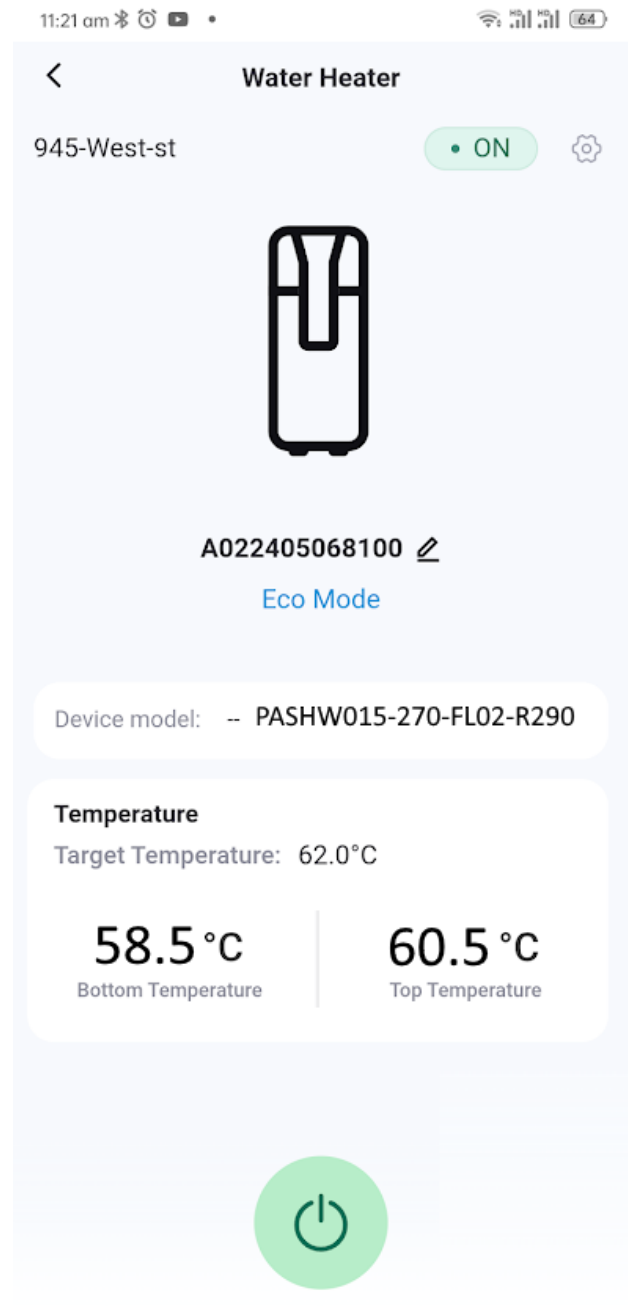 11:21 am 64
Water Heater
945-West-st
• ON
A022405068100
Eco Mode
Device model: -- PASHW015-270-FL02-R290
Temperature
Target Temperature: 62.0°C
58.5 °C 60.5 °C
Bottom Temperature Top Temperature